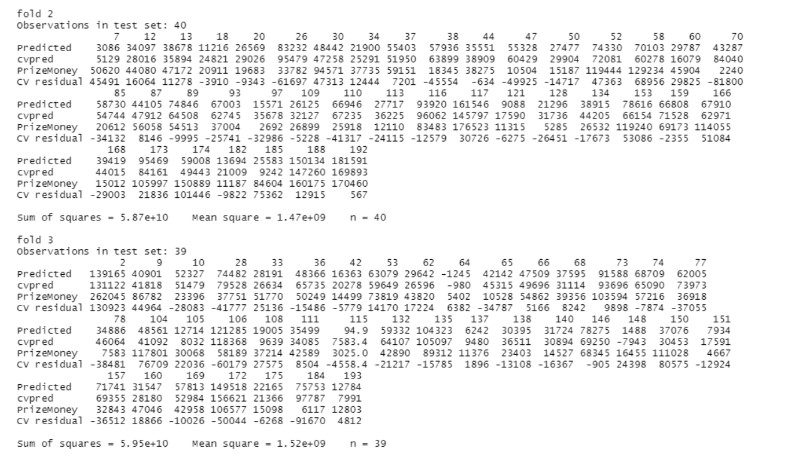 fold 2
Observations in test set: 40
7 12 13 18 20 26 30 34 37 38 44 47 50 52 58 60 70
Predicted 3086 34097 38678 11216 26569 83232 48442 21900 55403 57936 35551 55328 27477 74330 70103 29787 43287
cvpred 5129 28016 35894 24821 29026 95479 47258 25291 51950 63899 38909 60429 29904 72081 60278 16079 84040
PrizeMoney 50620 44080 47172 20911 19683 33782 94571 37735 59151 18345 38275 10504 15187 119444 129234 45904 2240
CV residual 45491 16064 11278 -3910 -9343 -61697 47313 12444 7201 -45554 -634 -49925 -14717 47363 68956 29825 -81800
85 87 89 93 97 109 110 113 116 117 121 128 134 153 159 166
Predicted 58730 44105 74846 67003 15571 26125 66946 27717 93920 161546 9088 21296 38915 78616 66808 67910
cvpred 54744 47912 64508 62745 35678 32127 67235 36225 96062 145797 17590 31736 44205 66154 71528 62971
PrizeMoney 20612 56058 54513 37004 2692 26899 25918 12110 83483 176523 11315 5285 26532 119240 69173 114055
CV residual -34132 8146 -9995 -25741 -32986 -5228 -41317 -24115 -12579 30726 -6275 -26451 -17673 53086 -2355 51084
168 173 174 182 185 188 192
Predicted 39419 95469 59008 13694 25583 150134 181591
cvpred 44015 84161 49443 21009 9242 147260 169893
PrizeMoney 15012 105997 150889 11187 84604 160175 170460
CV residual -29003 21836 101446 -9822 75362 12915 567
Sum of squares = 5.87e+10 Mean square = 1.47e+09 n = 40
fold 3
Observations in test set: 39
2 9 10 28 33 36 42 53 62 64 65 66 68 73 74 77
Predicted 139165 40901 52327 74482 28191 48366 16363 63079 29642 -1245 42142 47509 37595 91588 68709 62005
cvpred 131122 41818 51479 79528 26634 65735 20278 59649 26596 -980 45315 49696 31114 93696 65090 73973
PrizeMoney 262045 86782 23396 37751 51770 50249 14499 73819 43820 5402 10528 54862 39356 103594 57216 36918
CV residual 130923 44964 -28083 -41777 25136 -15486 -5779 14170 17224 6382 -34787 5166 8242 9898 -7874 -37055
78 104 105 106 108 111 115 132 135 137 138 140 146 148 150 151
Predicted 34886 48561 12714 121285 19005 35499 94.9 59332 104323 6242 30395 31724 78275 1488 37076 7934
cvpred 46064 41092 8032 118368 9639 34085 7583.4 64107 105097 9480 36511 30894 69250 -7943 30453 17591
PrizeMoney 7583 117801 30068 58189 37214 42589 3025.0 42890 89312 11376 23403 14527 68345 16455 111028 4667
CV residual -38481 76709 22036 -60179 27575 8504 -4558.4 -21217 -15785 1896 -13108 -16367 -905 24398 80575 -12924
157 160 169 172 175 184 193
Predicted 71741 31547 57813 149518 22165 75753 12784
cvpred 69355 28180 52984 156621 21366 97787 7991
PrizeMoney 32843 47046 42958 106577 15098 6117 12803
CV residual -36512 18866 -10026 -50044 -6268 -91670 4812
Sum of squares = 5.95e+10 Mean square = 1.52e+09 n = 39